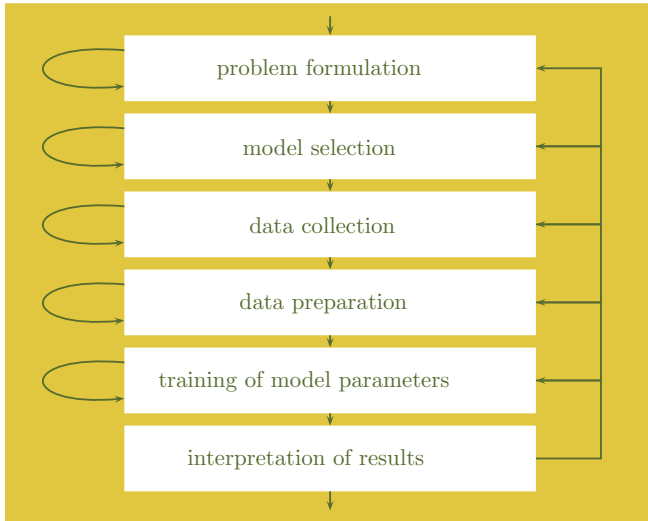 problem formulation
model selection
data collection
data preparation
training of model parameters
interpretation of results